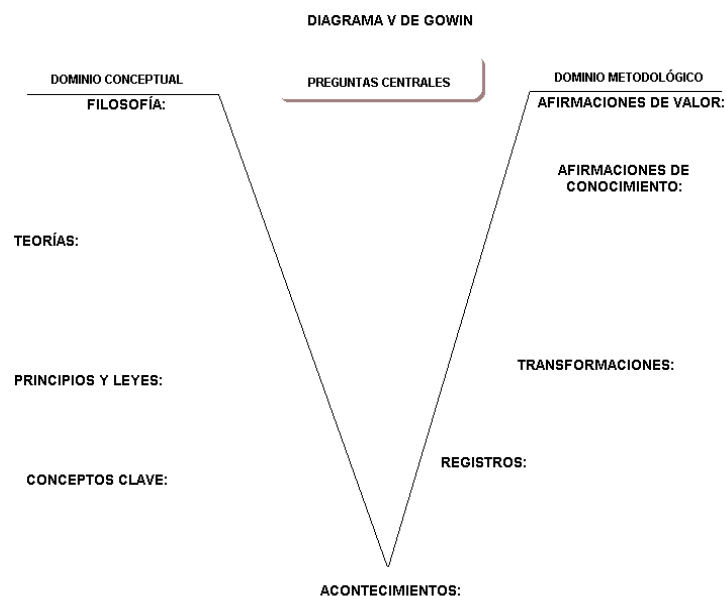 DIAGRAMA V DE GOWIN
DOMINIO CONCEPTUAL
PREGUNTAS CENTRALES
DOMINIO METODOLÓGICO
FILOSOFÍA:
AFIRMACIONES DE VALOR:
AFIRMACIONES DE
CONOCIMIENTO:
TEORÍAS:
TRANSFORMACIONES:
PRINCIPIOS Y LEYES:
REGISTROS:
CONCEPTOS CLAVE:
ACONTECIMIENTOS: